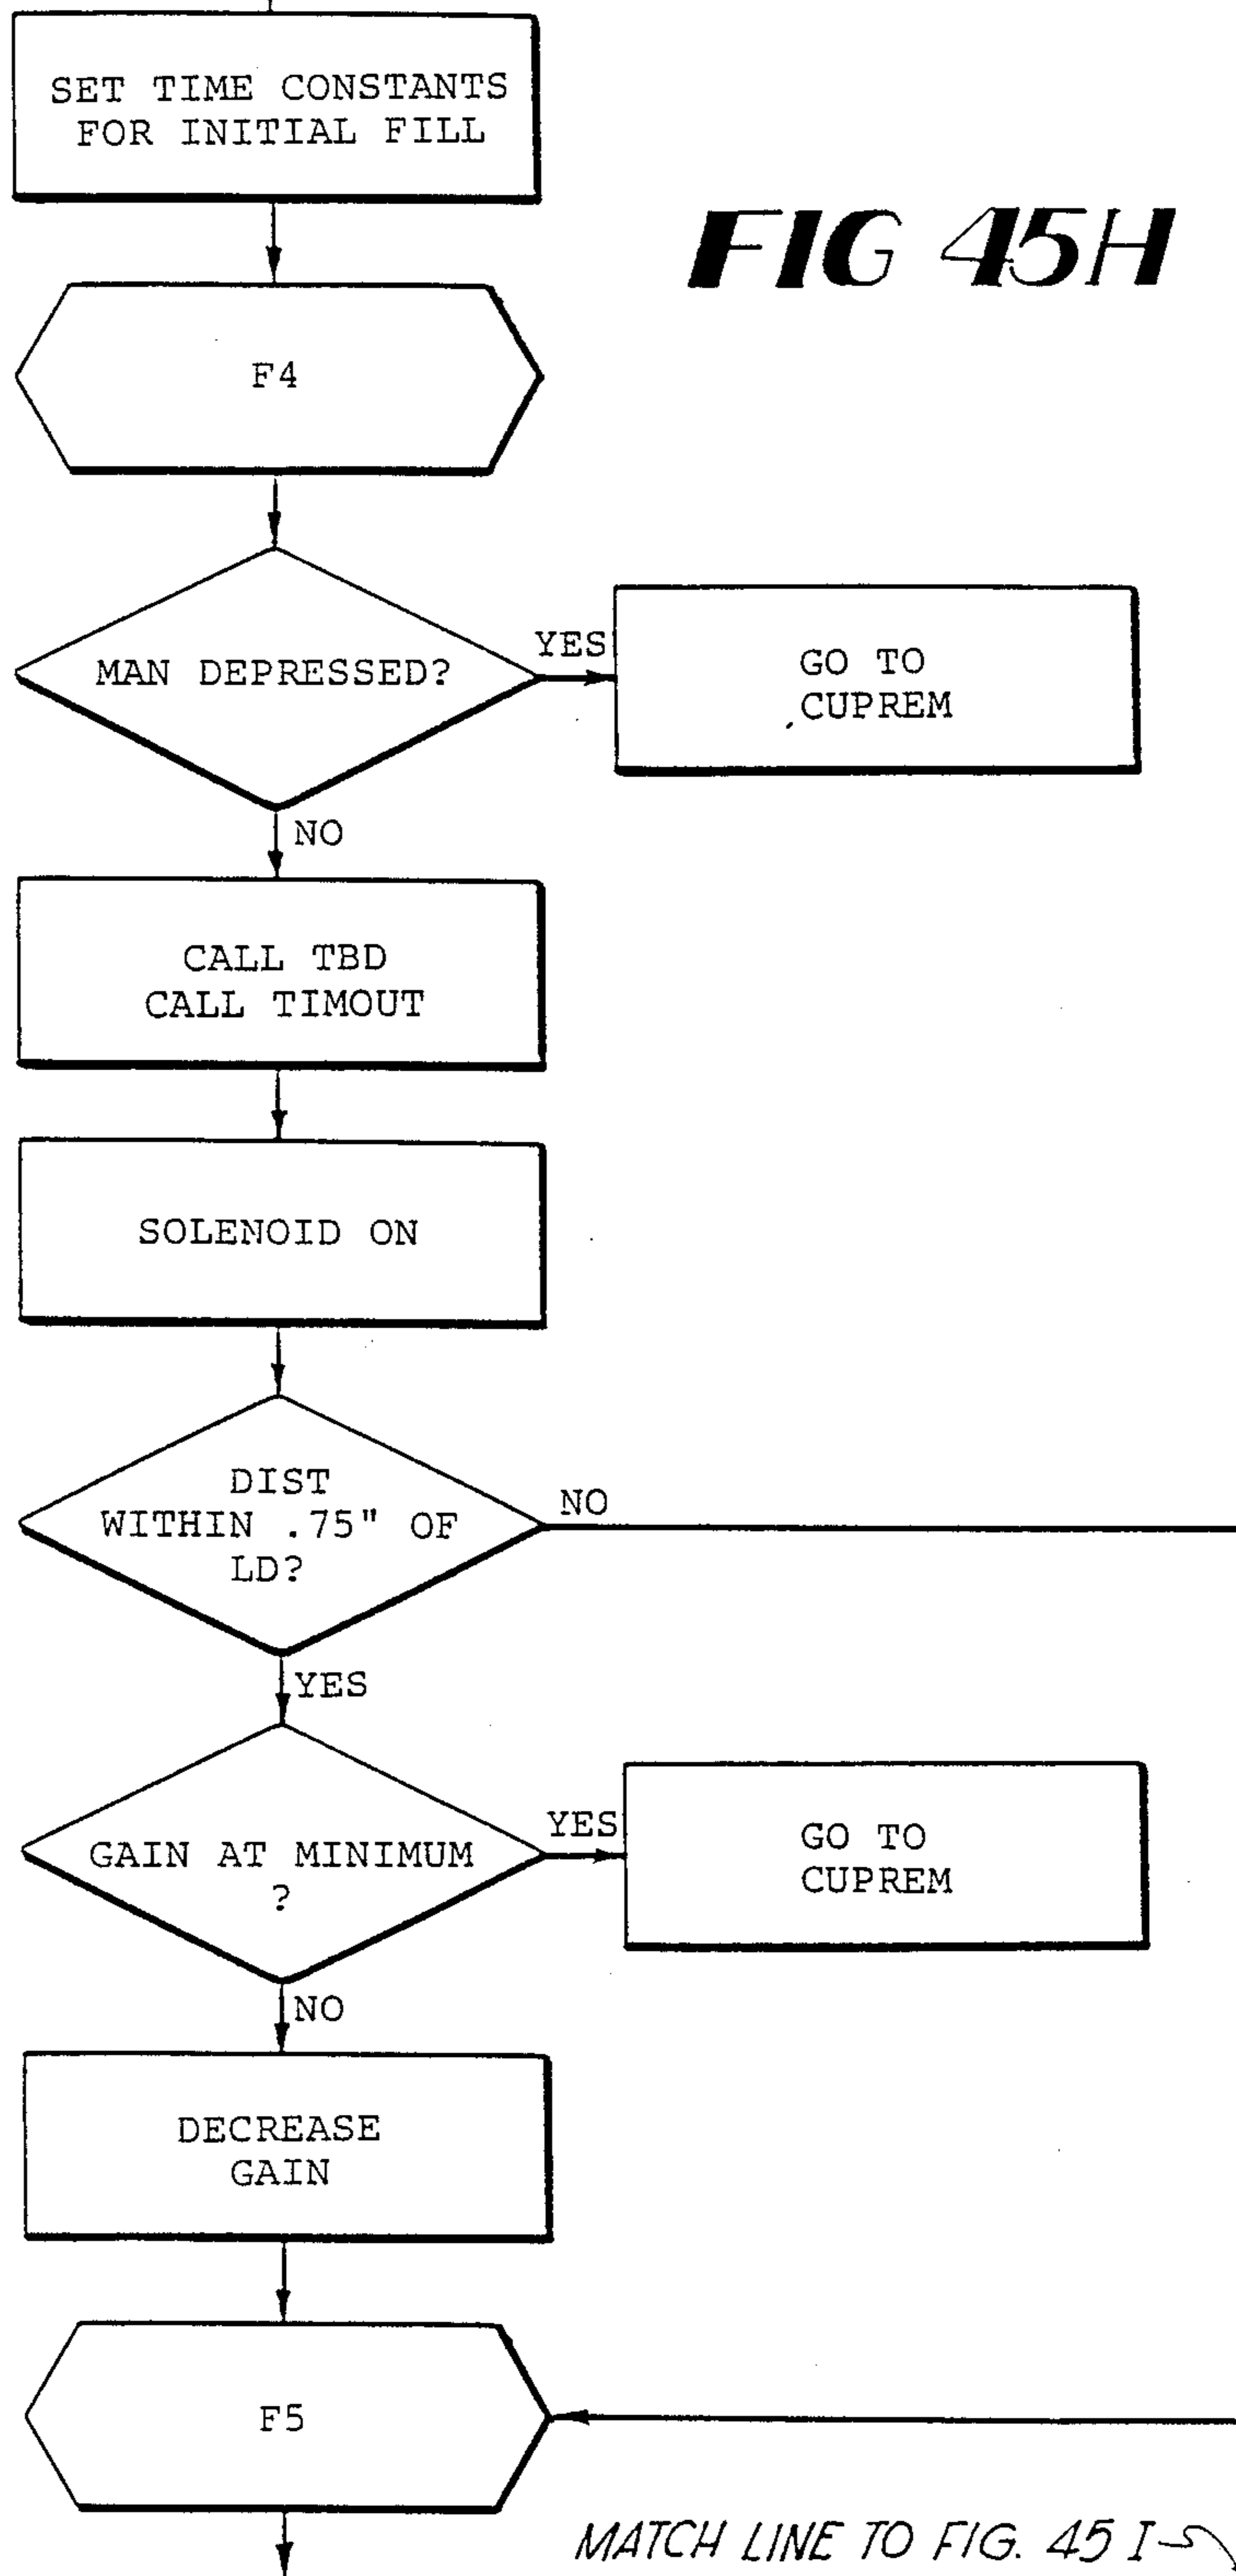 SET TIME CONSTANTS
FOR INITIAL FILL
FIG 45H
F4
MAN DEPRESSED?
YES
GO TO
CUPREM
NO
CALL TBD
CALL TIMOUT
SOLENOID ON
DIST
WITHIN .75" OF
LD?
NO
YES
GAIN AT MINIMUM
?
YES
GO TO
CUPREM
NO
DECREASE
GAIN
F5
MATCH LINE TO FIG. 45 I